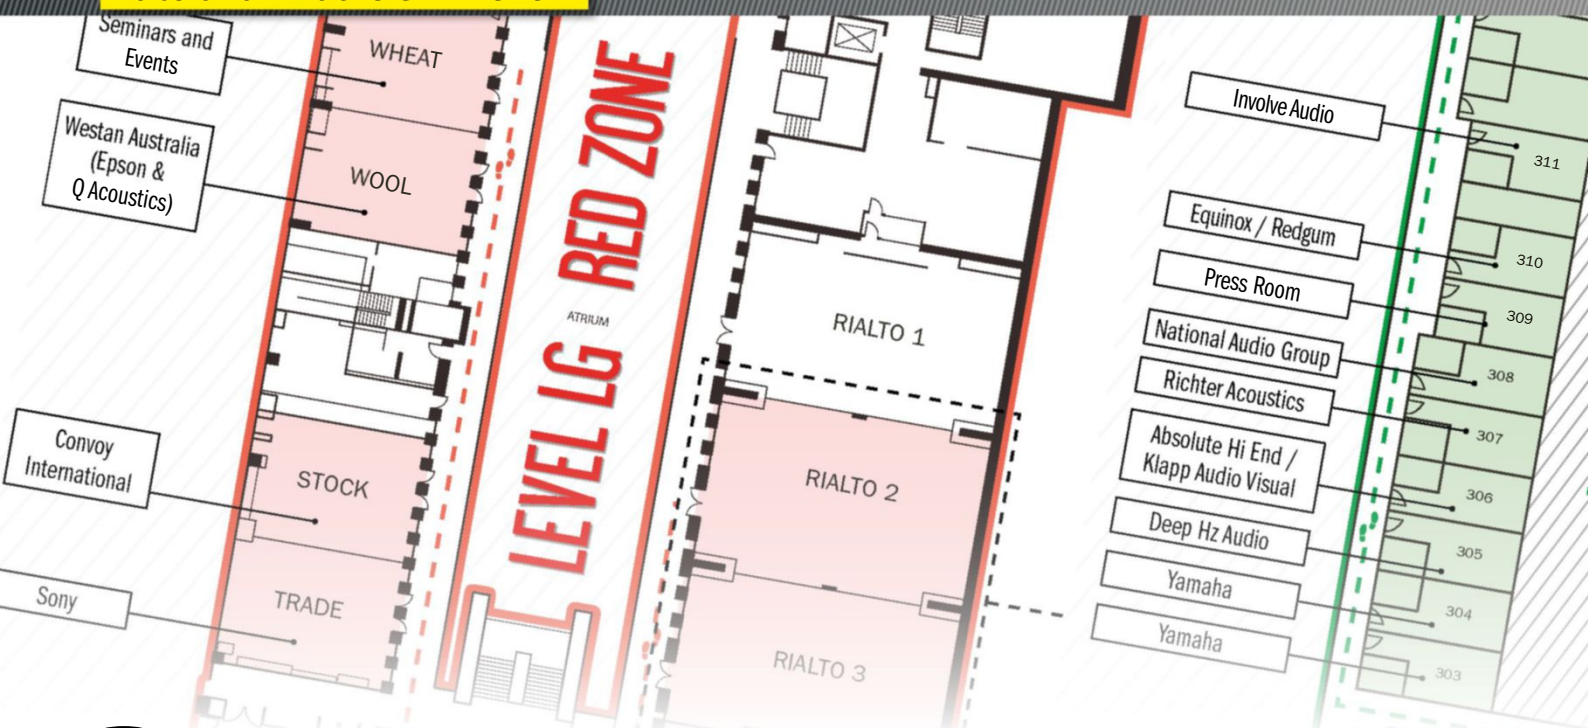 Seminars and
Events
Westan Australia
(Epson &
Q Acoustics)
Convoy
International
Sony
WHEAT
WOOL
STOCK
TRADE
LEVEL LG RED ZONE
ATRIUM
RIALTO 1
RIALTO 2
RIALTO 3
Involve Audio
Equinox / Redgum
Press Room
National Audio Group
Richter Acoustics
Absolute Hi End /
Klapp Audio Visual
Deep Hz Audio
Yamaha
Yamaha
311
310
309
308
307
306
305
304
303